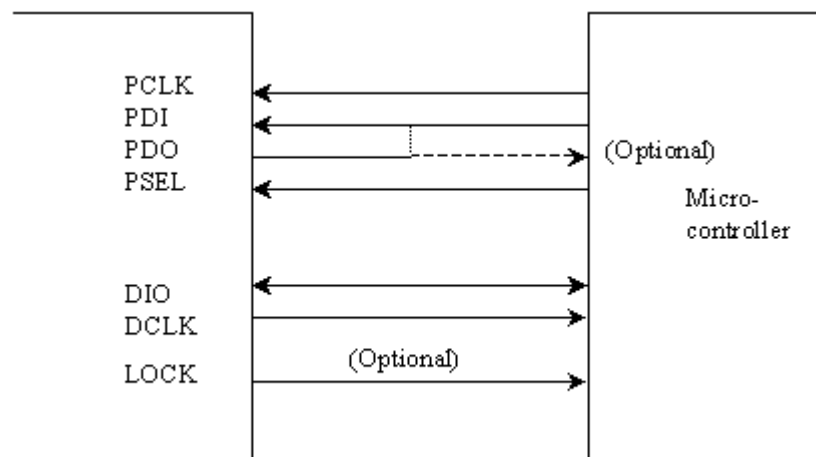 PCLK
PDI
PDO
(Optional)
PSEL
Micro-
controller
DIO
DCLK
(Optional)
LOCK